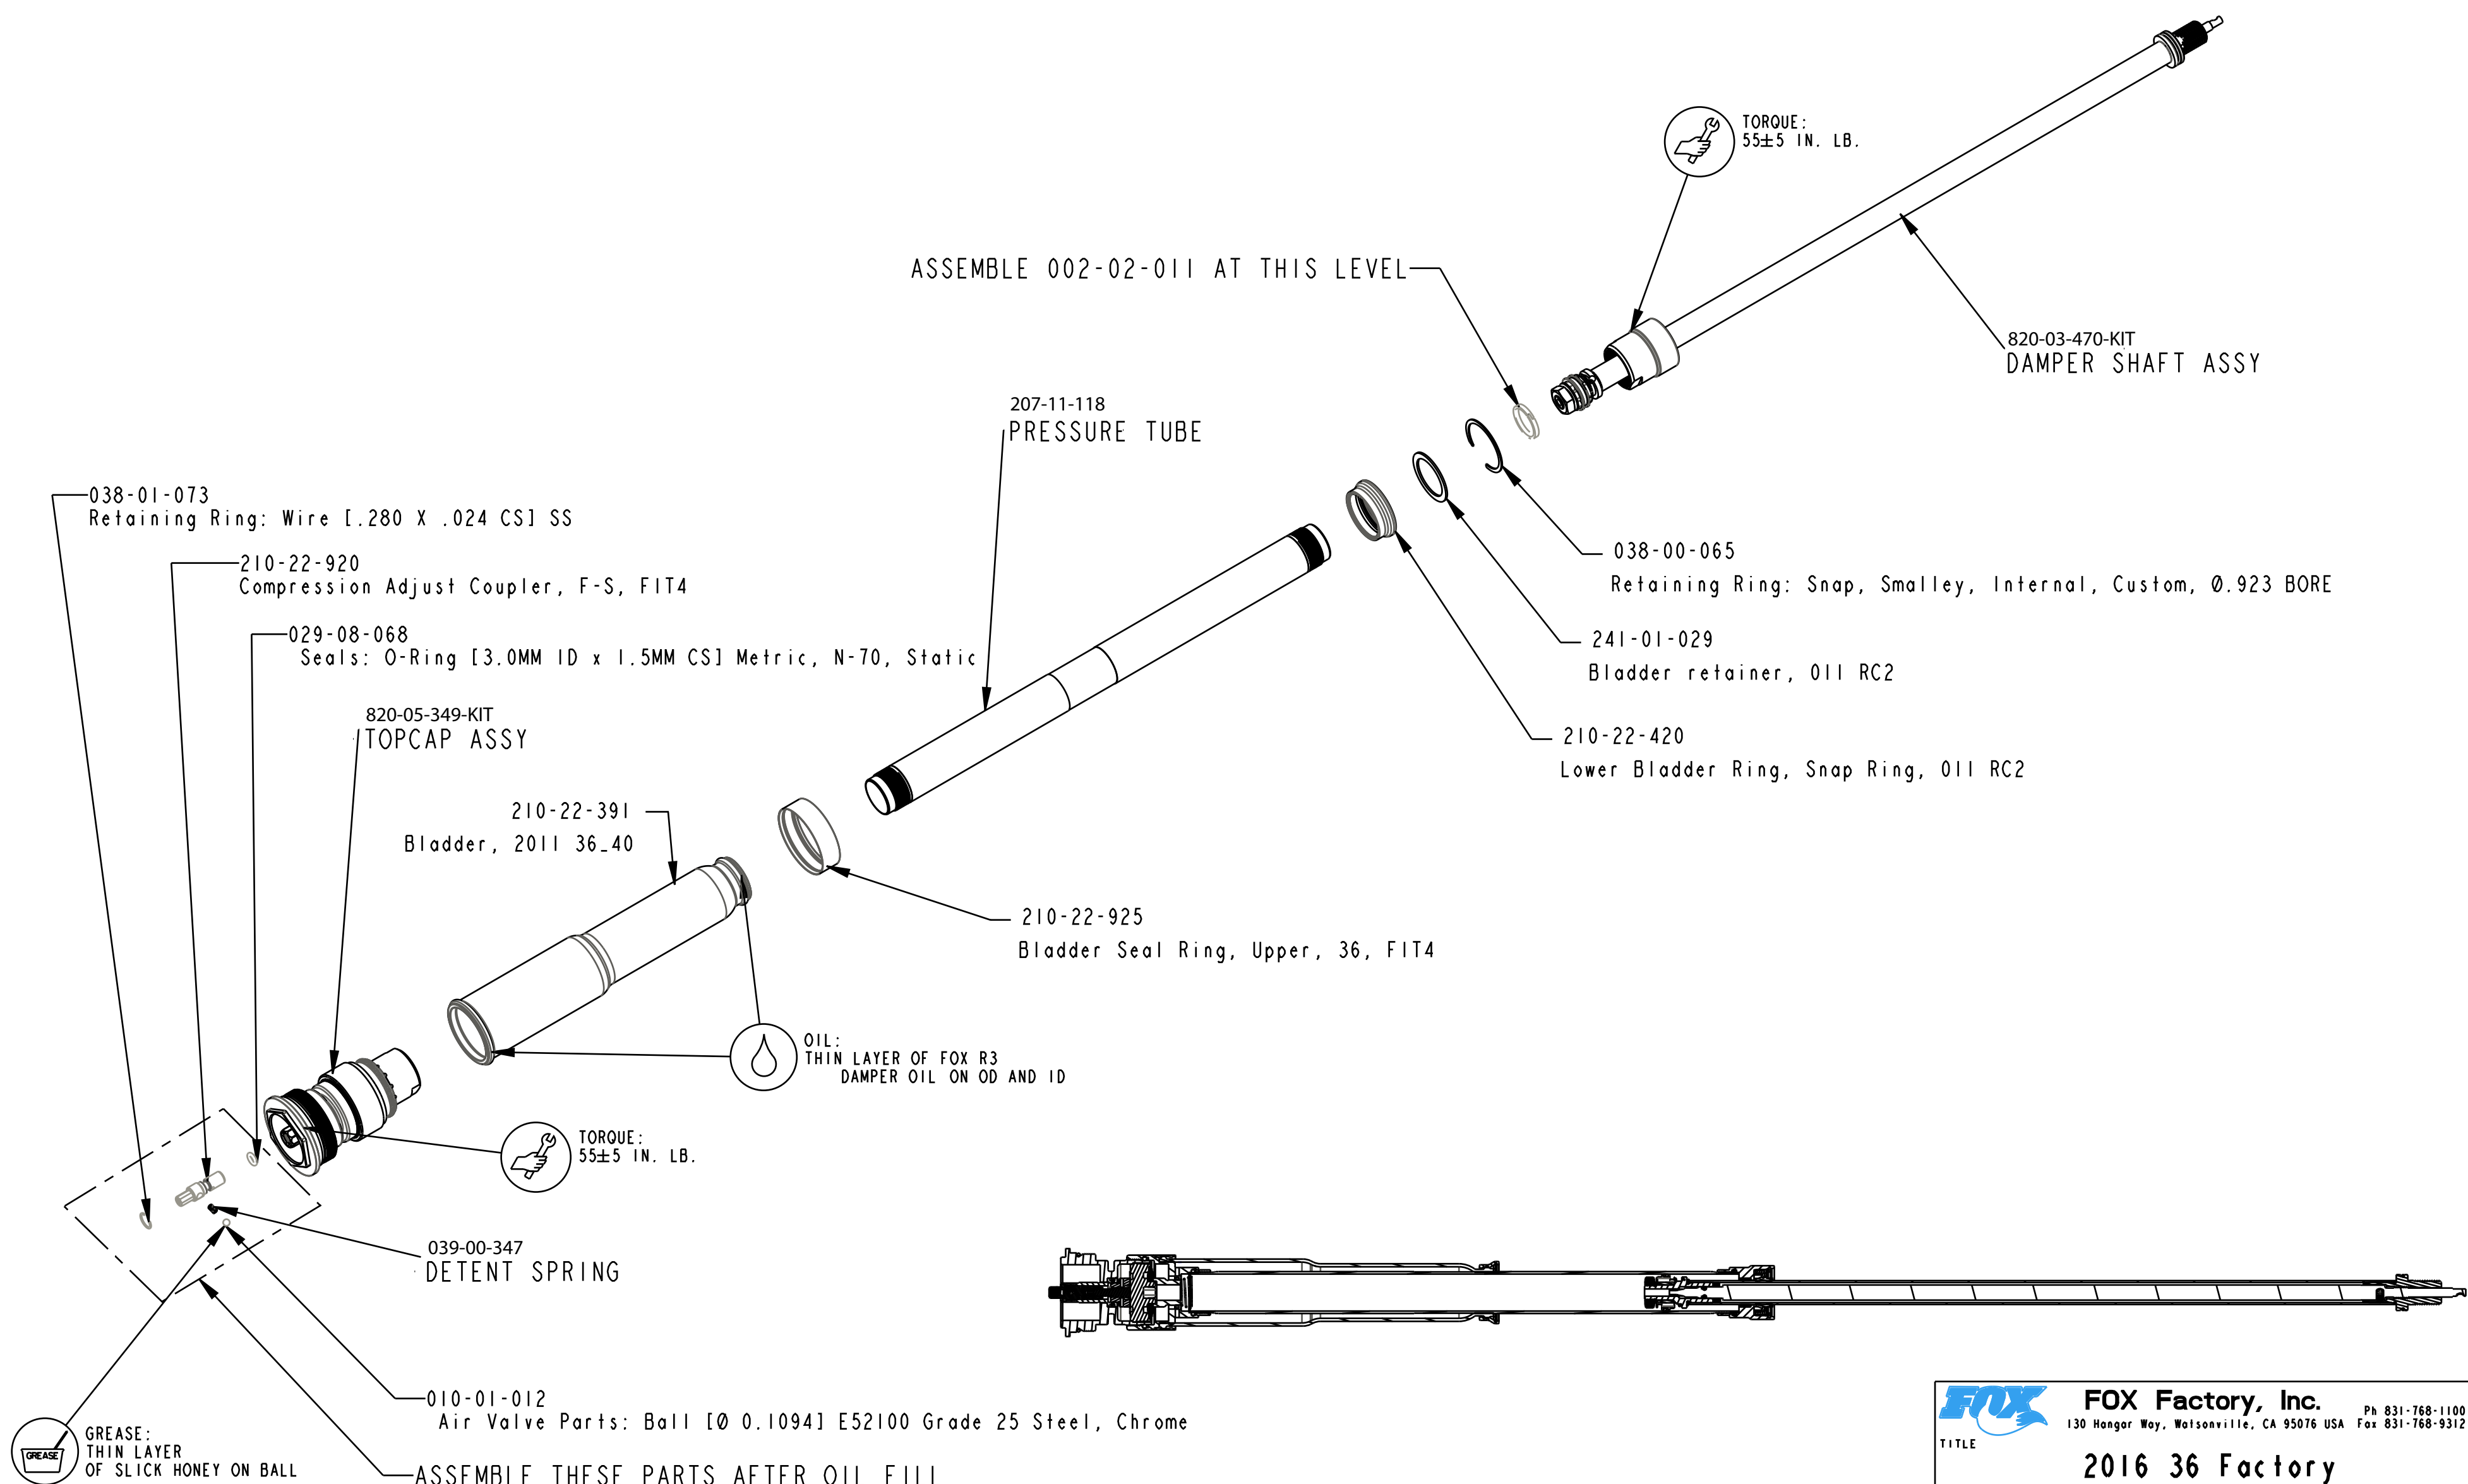 TORQUE:
55±5 IN. LB.
ASSEMBLE 002-02-011 AT THIS LEVEL
820-03-470-KIT
DAMPER SHAFT ASSY
207-11-118
PRESSURE TUBE
038-01-073
Retaining Ring: Wire [.280 X .024 CS] SS
210-22-920
Compression Adjust Coupler, F-S, FIT4
029-08-068
Seals: O-Ring [3.0MM ID x 1.5MM CS] Metric, N-70, Static
038-00-065
Retaining Ring: Snap, Smalley, Internal, Custom, Ø.923 BORE
241-01-029
Bladder retainer, 011 RC2
820-05-349-KIT
TOPCAP ASSY
210-22-420
Lower Bladder Ring, Snap Ring, 011 RC2
210-22-391
Bladder, 2011 36_40
210-22-925
Bladder Seal Ring, Upper, 36, FIT4
OIL:
THIN LAYER OF FOX R3
DAMPER OIL ON OD AND ID
TORQUE:
55±5 IN. LB.
039-00-347
DETENT SPRING
010-01-012
Air Valve Parts: Ball [Ø 0.1094] E52100 Grade 25 Steel, Chrome
GREASE
GREASE:
THIN LAYER
OF SLICK HONEY ON BALL
ASSEMBLE THESE PARTS AFTER OIL FILL
FOX
FOX Factory, Inc.
130 Hangar Way, Watsonville, CA 95076 USA
Ph 831-768-1100
Fax 831-768-9312
TITLE
2016 36 Factory